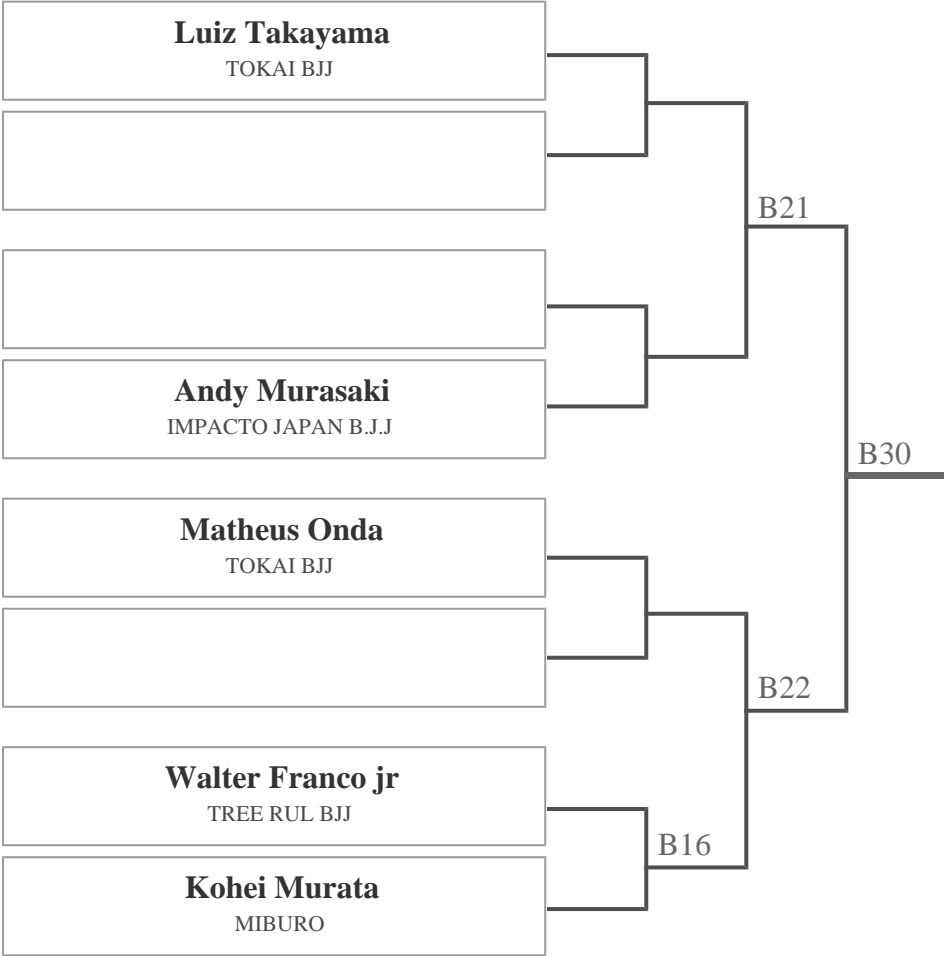 Luiz Takayama
TOKAI BJJ
B21
Andy Murasaki
IMPACTO JAPAN B.J.J
B30
Matheus Onda
TOKAI BJJ
B22
Walter Franco jr
TREE RUL BJJ
B16
Kohei Murata
MIBURO